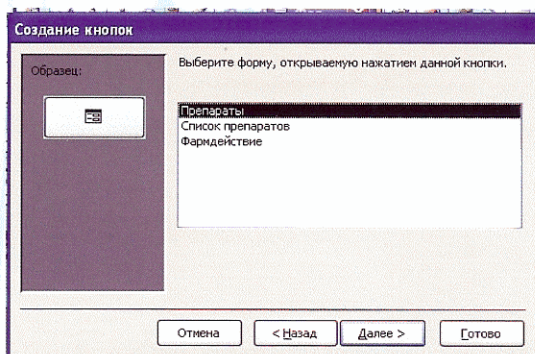 Создание кнопок
Образец:
Выберите форму, открываемую нажатием данной кнопки.
Препараты
Список препаратов
Фармдействие
Отмена
< Назад
Далее >
Готово